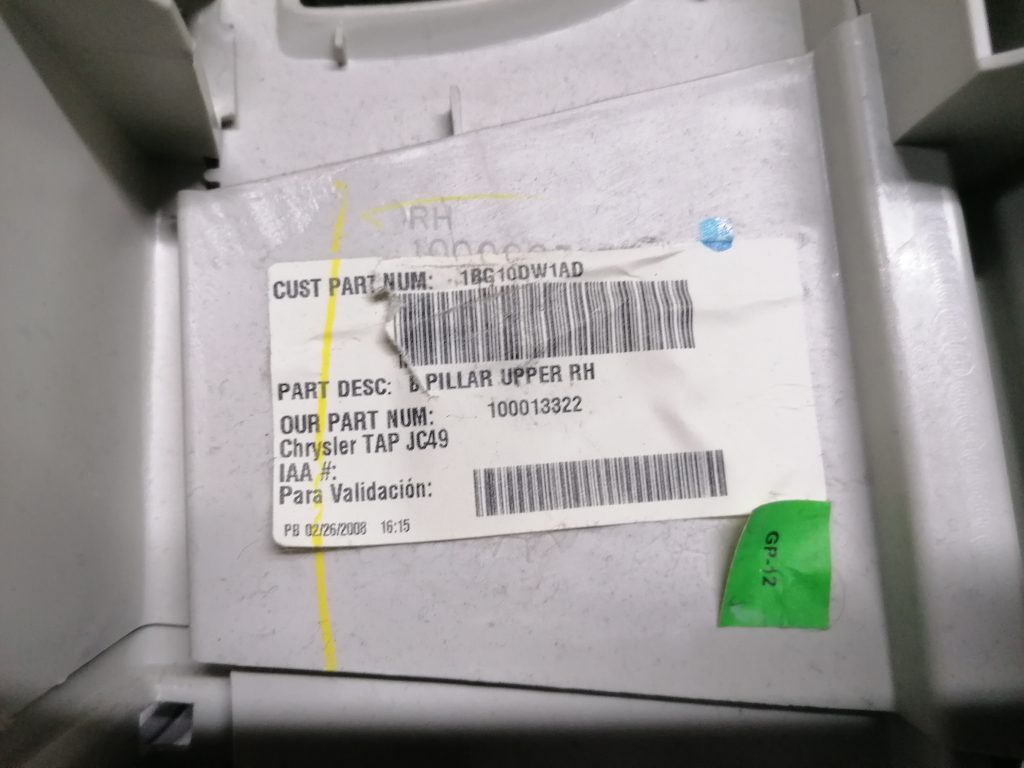 RH
CUST PART NUM: 1BG10DW1AD
PART DESC: B PILLAR UPPER RH
OUR PART NUM: 100013322
Chrysler TAP JC49
IAA #:
Para Validación:
PB 02/26/2008 16:15
GP-12